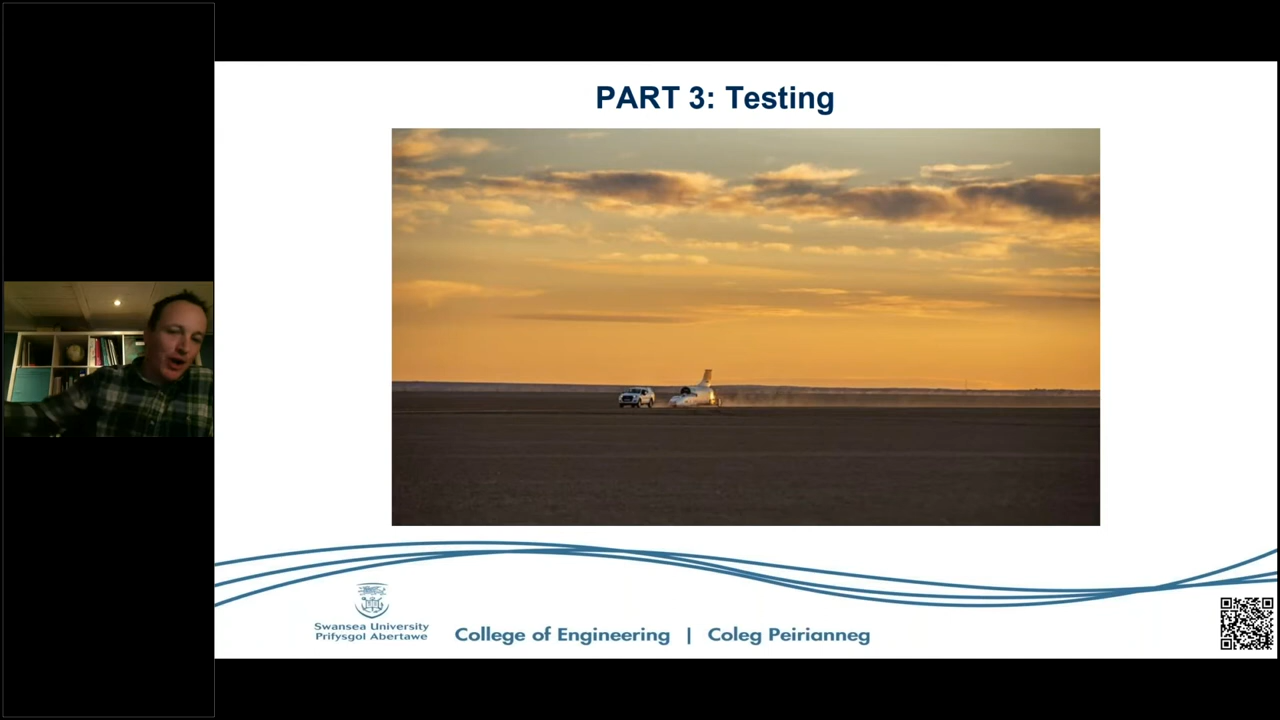 PART 3: Testing
Swansea University
Prifysgol Abertawe
College of Engineering | Coleg Peirianneg